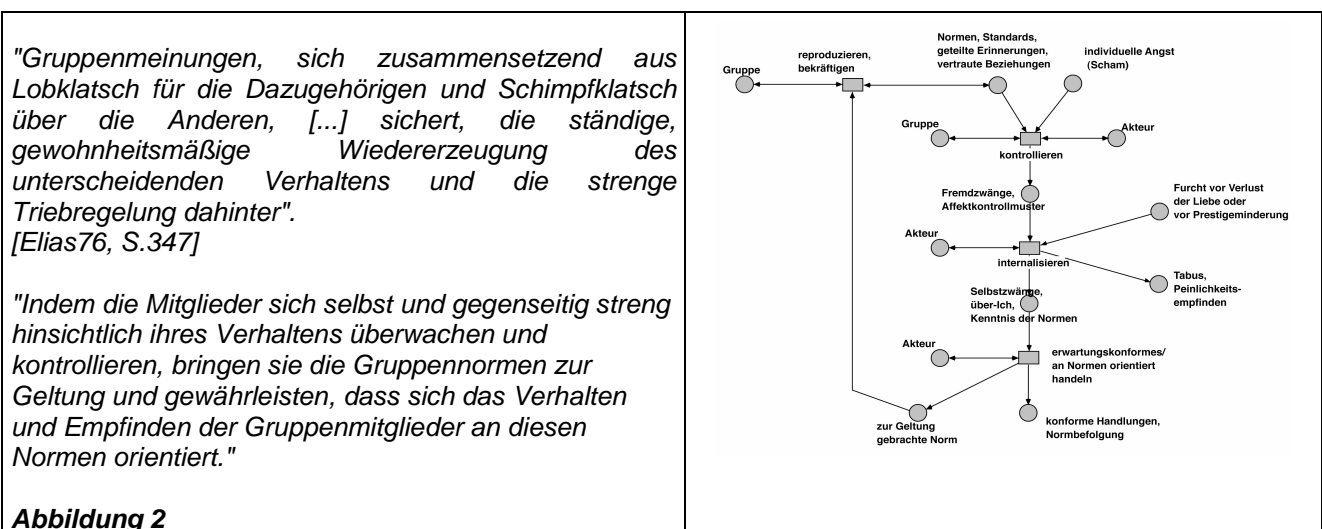 "Gruppenmeinungen, sich zusammensetzend aus
Lobklatsch für die Dazugehörigen und Schimpfklatsch
über die Anderen, [...] sichert, die ständige,
gewohnheitsmäßige Wiedererzeugung des
unterscheidenden Verhaltens und die strenge
Triebregelung dahinter".
[Elias76, S.347]
"Indem die Mitglieder sich selbst und gegenseitig streng
hinsichtlich ihres Verhaltens überwachen und
kontrollieren, bringen sie die Gruppennormen zur
Geltung und gewährleisten, dass sich das Verhalten
und Empfinden der Gruppenmitglieder an diesen
Normen orientiert."
Abbildung 2
Gruppe
reproduzieren,
bekräftigen
Normen, Standards,
geteilte Erinnerungen,
vertraute Beziehungen
individuelle Angst
(Scham)
Gruppe
Akteur
kontrollieren
Fremdzwänge,
Affektkontrollmuster
Furcht vor Verlust
der Liebe oder
vor Prestigeminderung
Akteur
internalisieren
Tabus,
Peinlichkeits-
empfinden
Selbstzwänge,
über-Ich,
Kenntnis der Normen
Akteur
erwartungskonformes/
an Normen orientiert
handeln
zur Geltung
gebrachte Norm
konforme Handlungen,
Normbefolgung